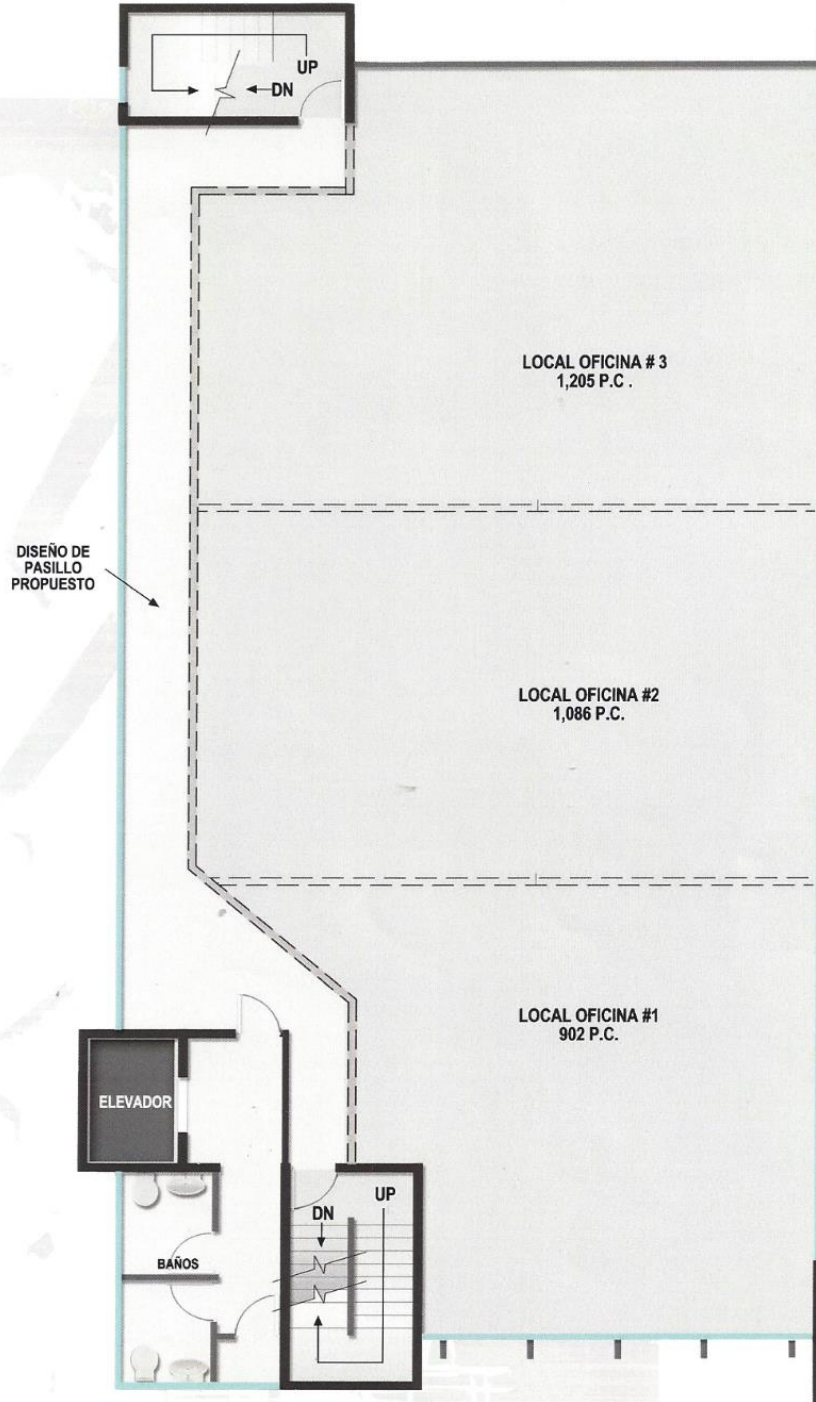 UP
DN
LOCAL OFICINA # 3
1,205 P.C .
DISEÑO DE
PASILLO
PROPUESTO
LOCAL OFICINA #2
1,086 P.C.
LOCAL OFICINA #1
902 P.C.
ELEVADOR
UP
DN
BAÑOS